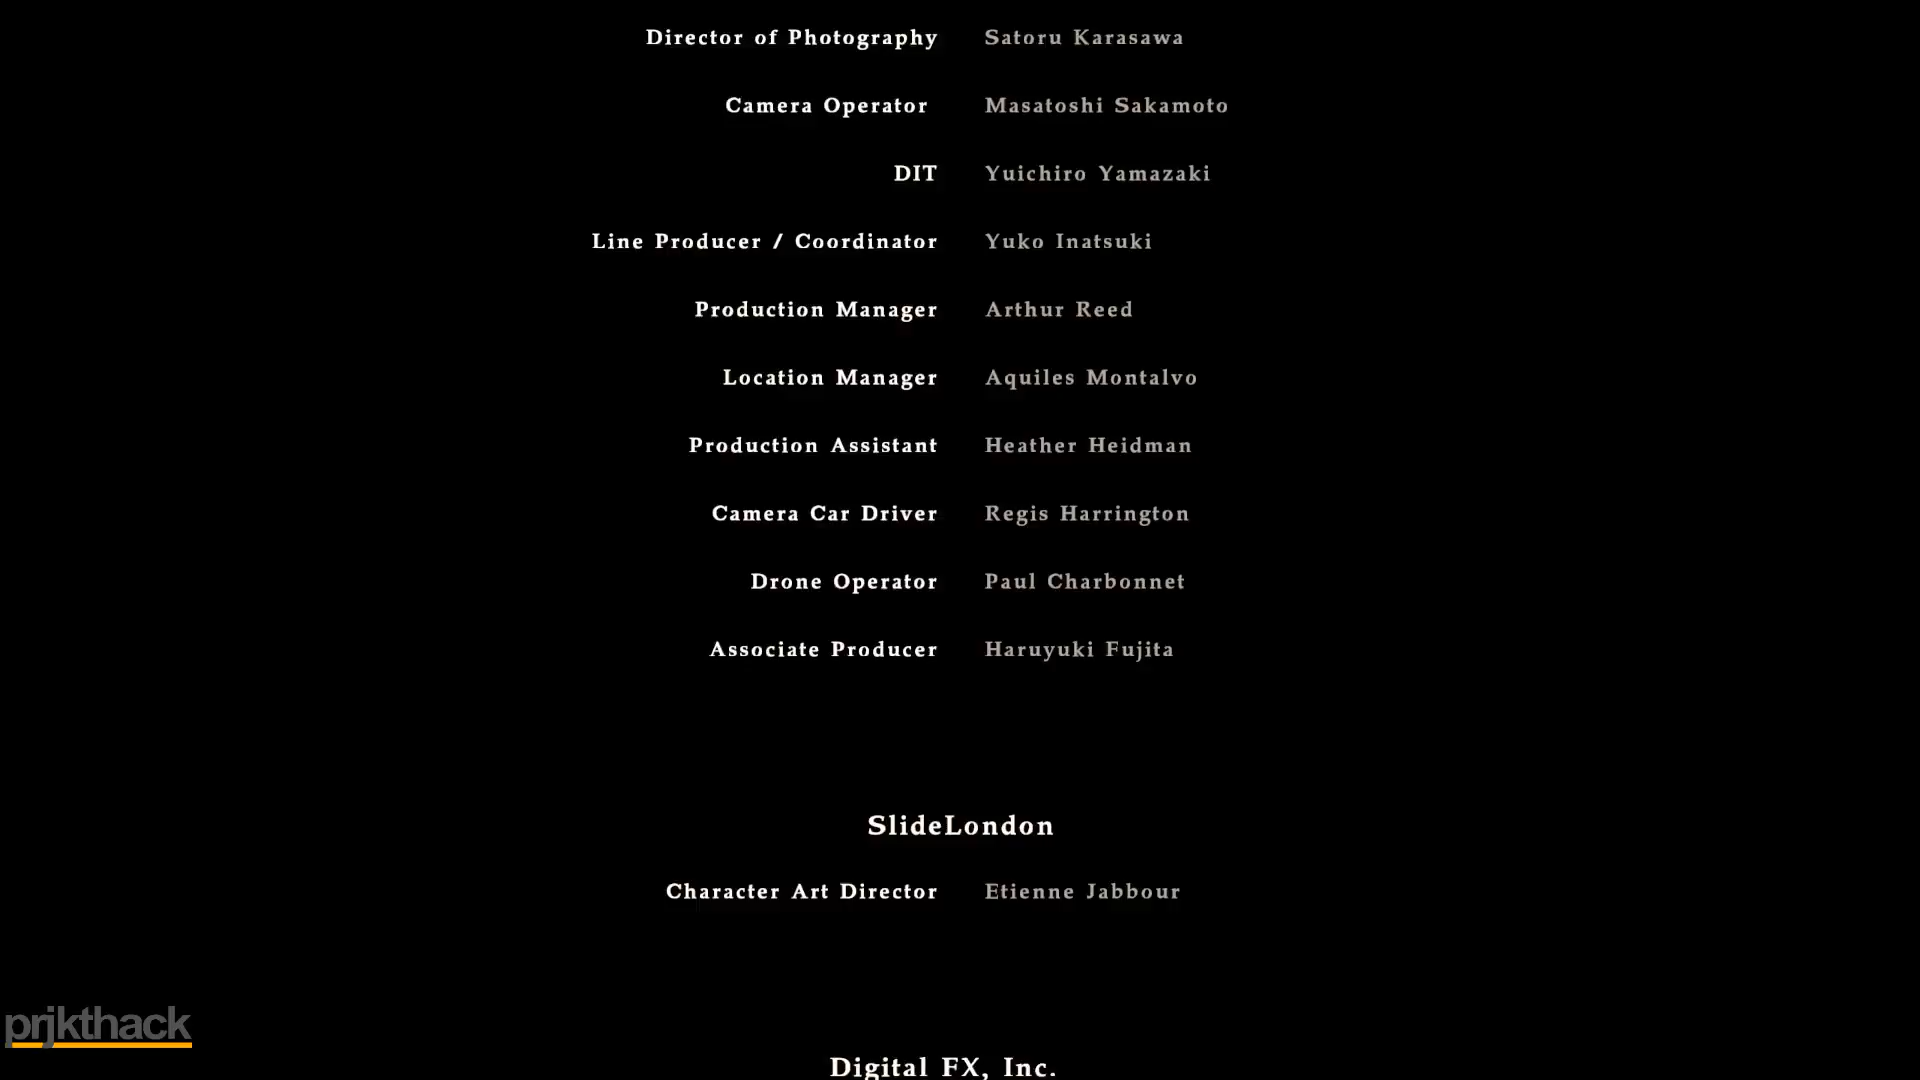 Director of Photography Satoru Karasawa
Camera Operator Masatoshi Sakamoto
DIT Yuichiro Yamazaki
Line Producer / Coordinator Yuko Inatsuki
Production Manager Arthur Reed
Location Manager Aquiles Montalvo
Production Assistant Heather Heidman
Camera Car Driver Regis Harrington
Drone Operator Paul Charbonnet
Associate Producer Haruyuki Fujita
SlideLondon
Character Art Director Etienne Jabbour
prjkthack
Digital FX, Inc.